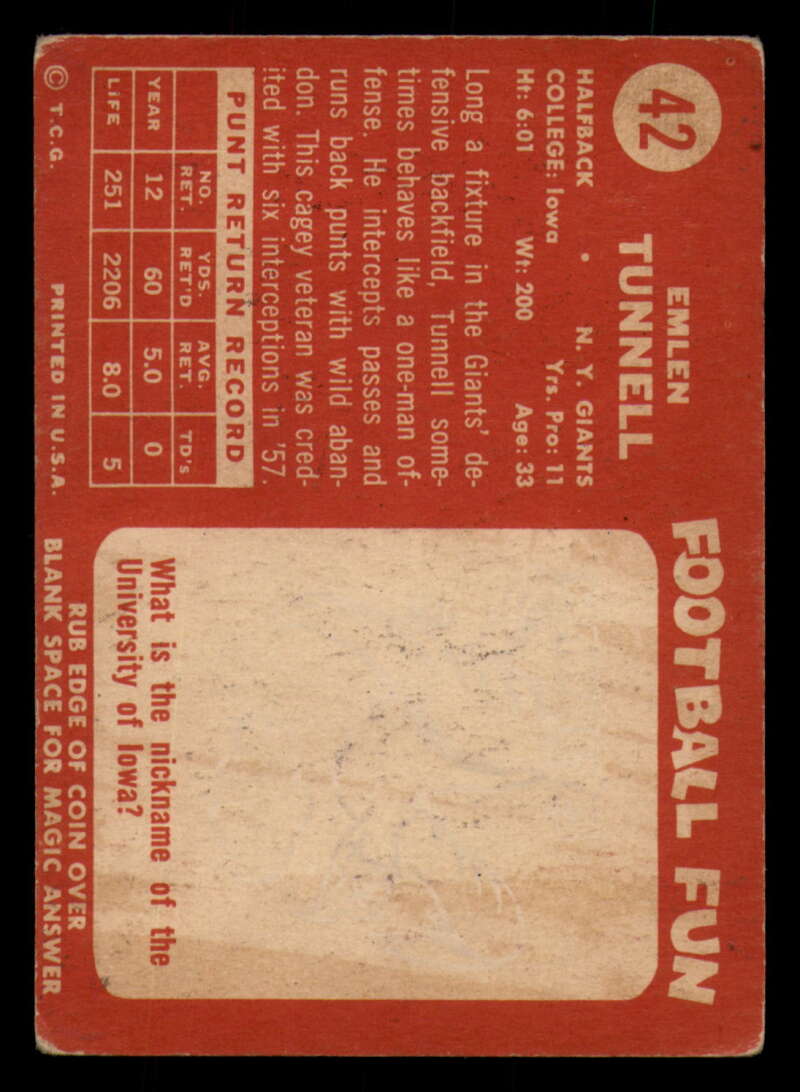 42
EMLEN
TUNNELL
HALFBACK • N. Y. GIANTS
COLLEGE: Iowa Yrs. Pro: 11
Ht: 6:01 Wt: 200 Age: 33
Long a fixture in the Giants' de-
fensive backfield, Tunnell some-
times behaves like a one-man of-
fense. He intercepts passes and
runs back punts with wild aban-
don. This cagey veteran was cred-
ited with six interceptions in '57.
PUNT RETURN RECORD
NO. RET. YDS. RET'D AVG. RET. TD's
YEAR 12 60 5.0 0
LIFE 251 2206 8.0 5
© T.C.G. PRINTED IN U.S.A.
FOOTBALL FUN
What is the nickname of the
University of Iowa?
RUB EDGE OF COIN OVER
BLANK SPACE FOR MAGIC ANSWER